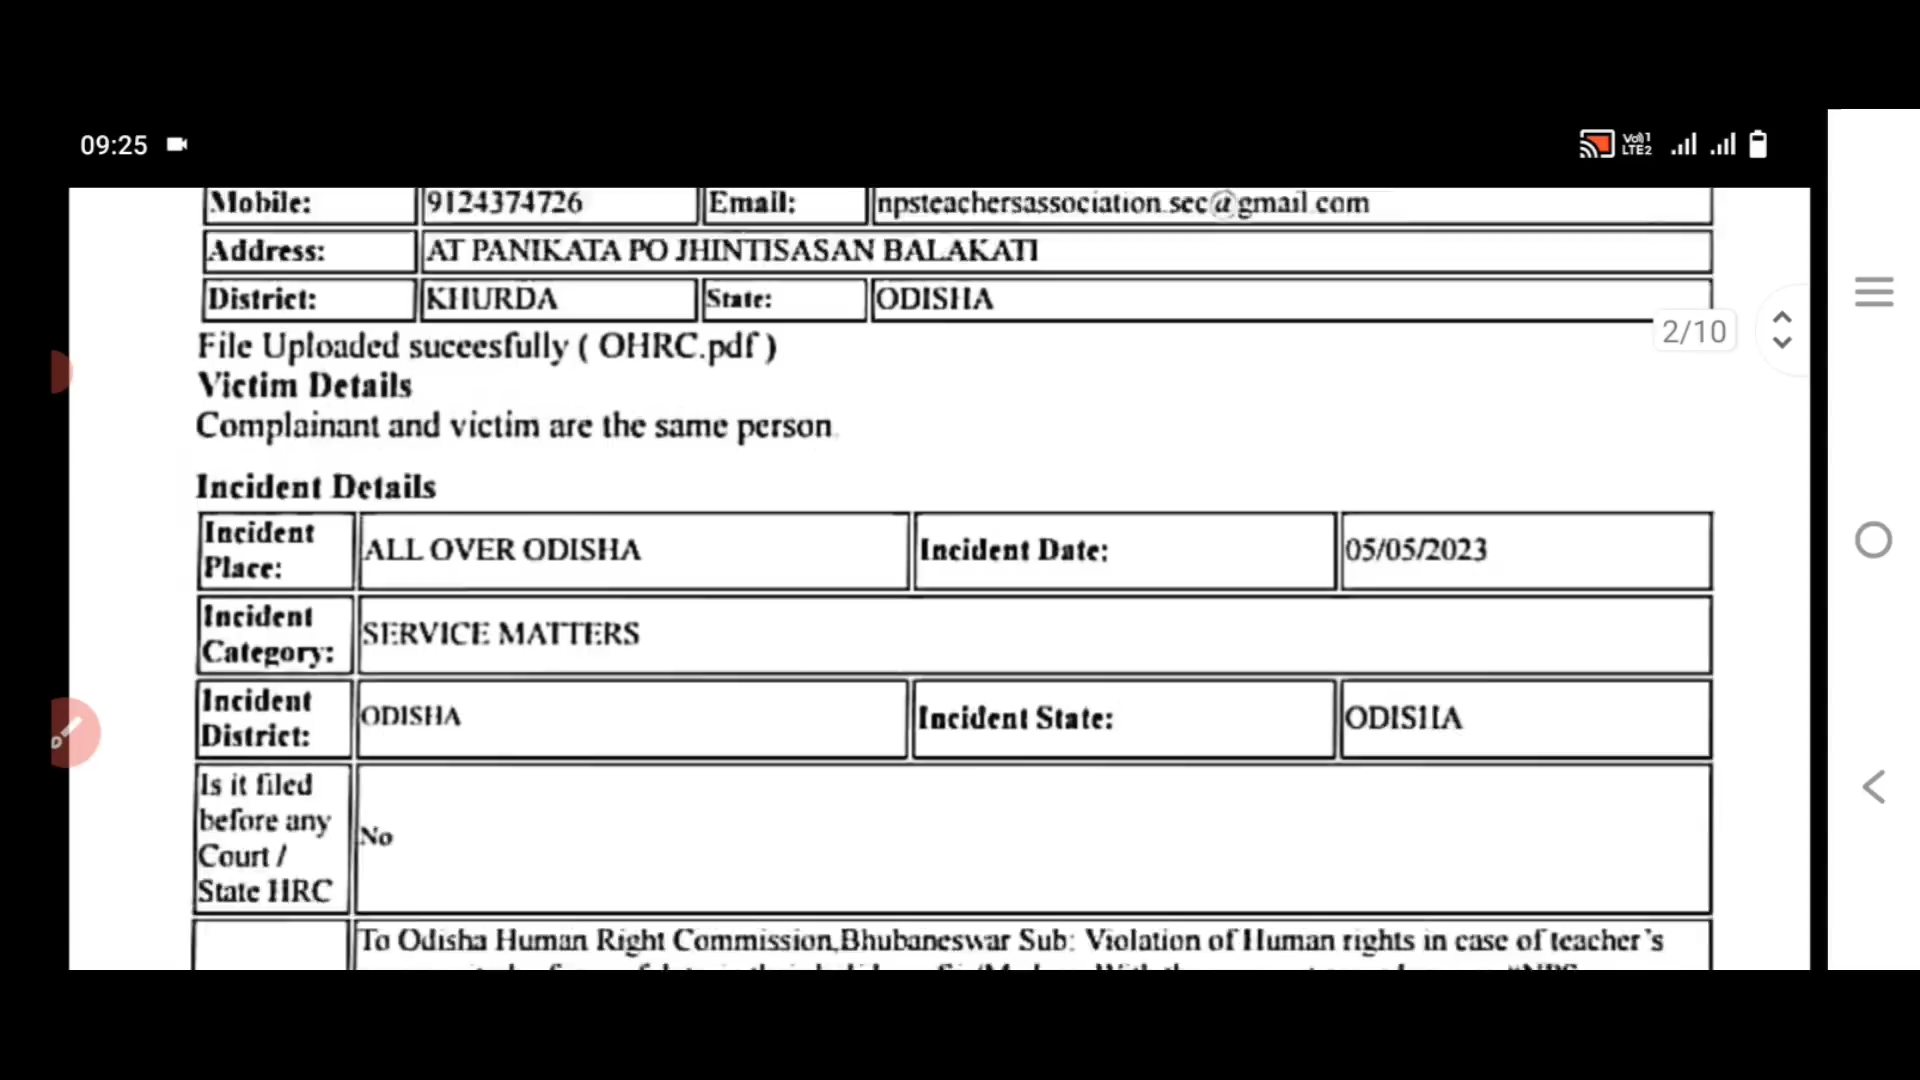 09:25
Vol)1
LTE2
Mobile: 9124374726 Email: npsteachersassociation.sec@gmail.com
Address: AT PANIKATA PO JHINTISASAN BALAKATI
District: KHURDA State: ODISHA
2/10
File Uploaded suceesfully ( OHRC.pdf )
Victim Details
Complainant and victim are the same person.
Incident Details
Incident Place: ALL OVER ODISHA Incident Date: 05/05/2023
Incident Category: SERVICE MATTERS
Incident District: ODISHA Incident State: ODISHA
Is it filed before any Court / State HRC No
To Odisha Human Right Commission,Bhubaneswar Sub: Violation of Human rights in case of teacher's